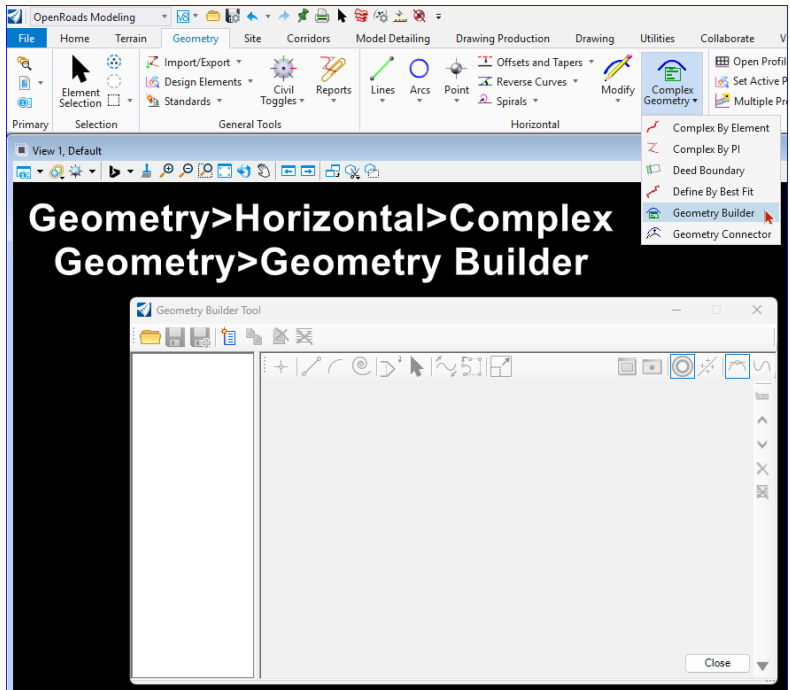 OpenRoads Modeling
File Home Terrain Geometry Site Corridors Model Detailing Drawing Production Drawing Utilities Collaborate V
Element Selection
Import/Export
Design Elements
Standards
Civil Toggles
Reports
Lines
Arcs
Point
Offsets and Tapers
Reverse Curves
Spirals
Modify
Complex Geometry
Open Profil
Set Active P
Multiple Pr
Primary Selection General Tools Horizontal
Complex By Element
Complex By PI
Deed Boundary
Define By Best Fit
Geometry Builder
Geometry Connector
View 1, Default
Geometry>Horizontal>Complex
Geometry>Geometry Builder
Geometry Builder Tool
Close